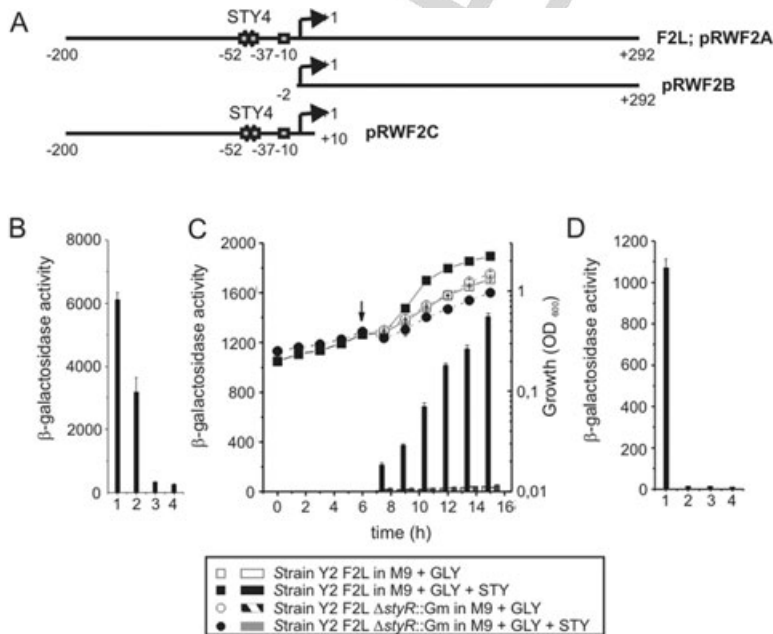 A
STY4
1
-200
-52
-37
-10
+292
F2L; pRWF2A
1
-2
+292
pRWF2B
STY4
1
-200
-52
-37
-10
+10
pRWF2C
B
β-galactosidase activity
8000
6000
4000
2000
0
1 2 3 4
C
β-galactosidase activity
2000
1600
1200
800
400
0
0 2 4 6 8 10 12 14 16
time (h)
1
0,1
0,01
Growth (OD 600)
D
β-galactosidase activity
1200
1000
800
600
400
200
0
1 2 3 4
Strain Y2 F2L in M9 + GLY
Strain Y2 F2L in M9 + GLY + STY
Strain Y2 F2L ΔstyR::Gm in M9 + GLY
Strain Y2 F2L ΔstyR::Gm in M9 + GLY + STY